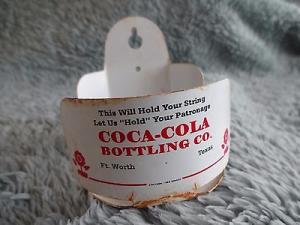 This Will Hold Your String
Let Us "Hold" Your Patronage
COCA-COLA
BOTTLING CO.
Ft. Worth Texas